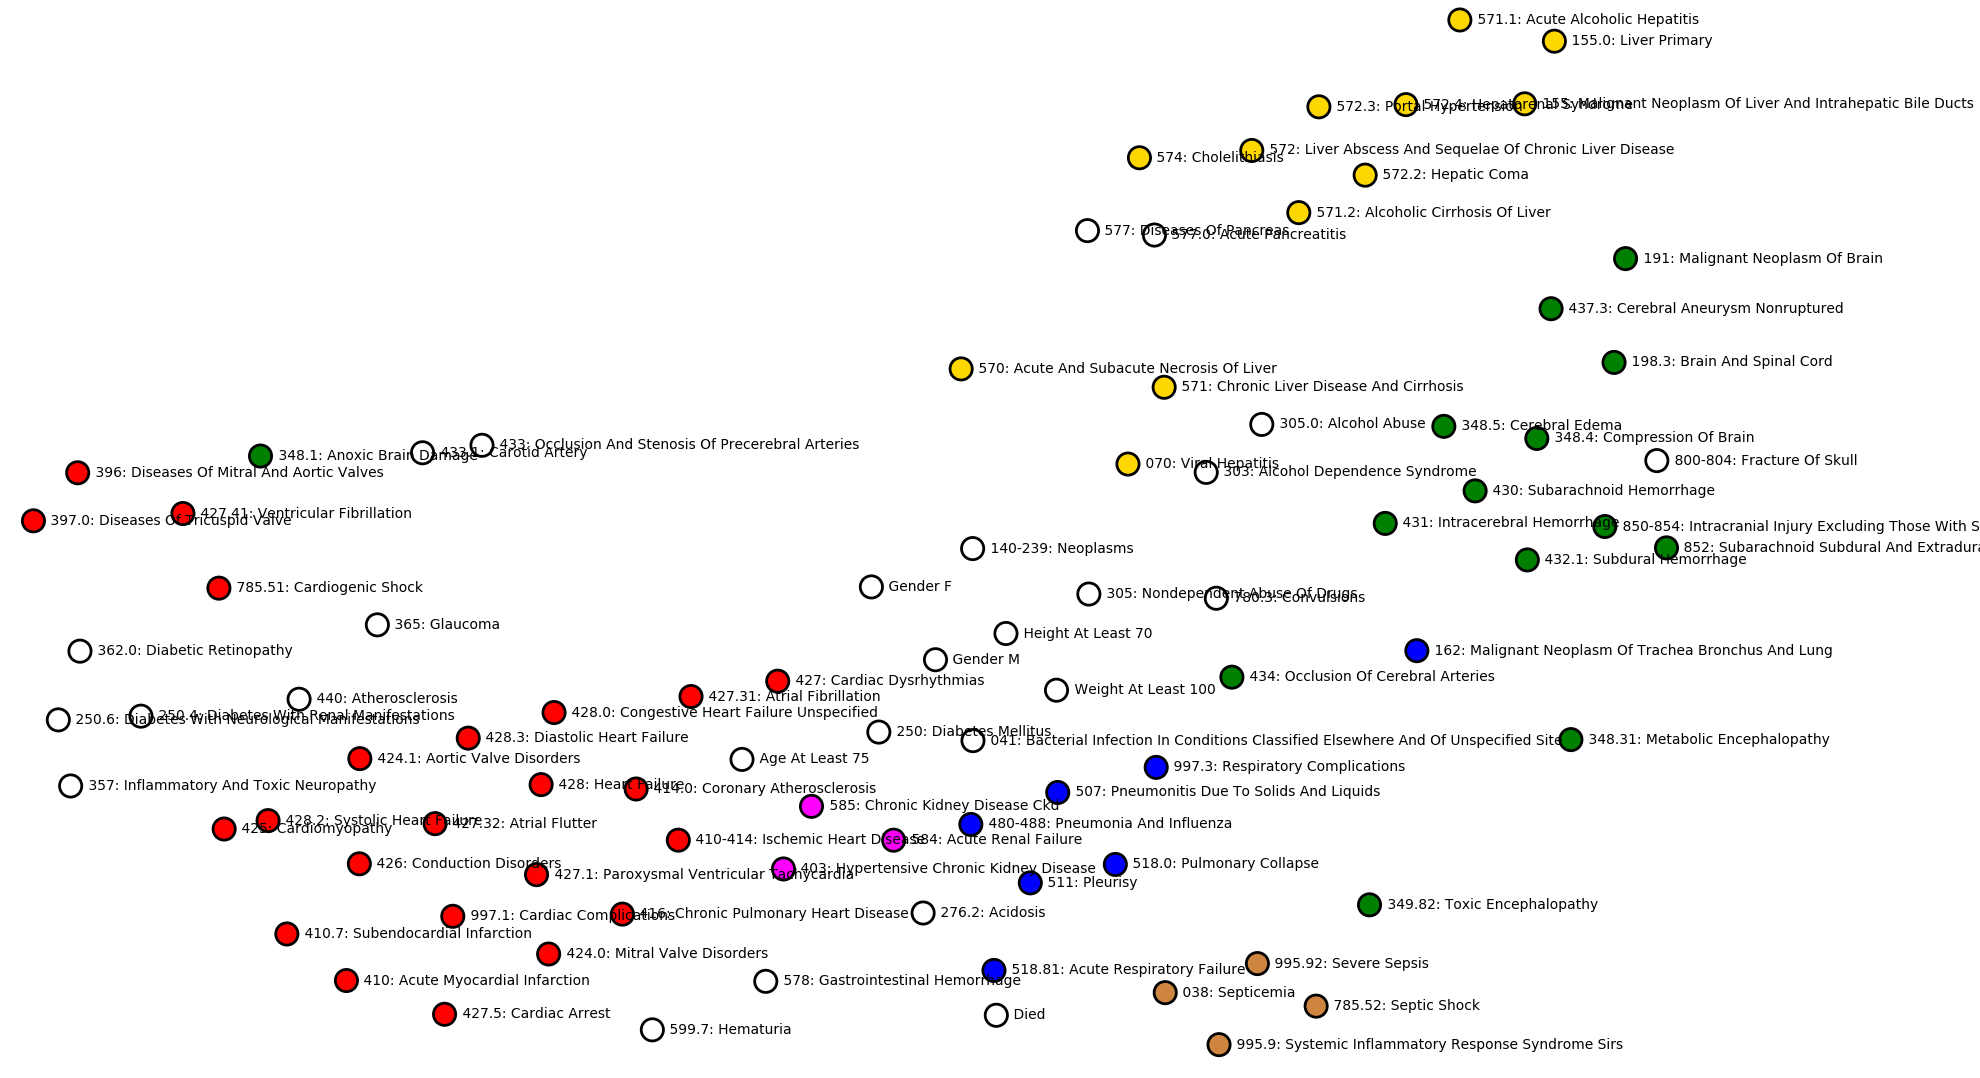 571.1: Acute Alcoholic Hepatitis
155.0: Liver Primary
572.3: Portal Hypertension
572.4: Hepatorenal Syndrome
155: Malignant Neoplasm Of Liver And Intrahepatic Bile Ducts
574: Cholelithiasis
572: Liver Abscess And Sequelae Of Chronic Liver Disease
572.2: Hepatic Coma
571.2: Alcoholic Cirrhosis Of Liver
577: Diseases Of Pancreas
577.0: Acute Pancreatitis
191: Malignant Neoplasm Of Brain
437.3: Cerebral Aneurysm Nonruptured
198.3: Brain And Spinal Cord
570: Acute And Subacute Necrosis Of Liver
571: Chronic Liver Disease And Cirrhosis
305.0: Alcohol Abuse
348.5: Cerebral Edema
348.4: Compression Of Brain
433: Occlusion And Stenosis Of Precerebral Arteries
433.1: Carotid Artery
348.1: Anoxic Brain Damage
396: Diseases Of Mitral And Aortic Valves
070: Viral Hepatitis
303: Alcohol Dependence Syndrome
800-804: Fracture Of Skull
430: Subarachnoid Hemorrhage
427.41: Ventricular Fibrillation
397.0: Diseases Of Tricuspid Valve
431: Intracerebral Hemorrhage
850-854: Intracranial Injury Excluding Those With S
852: Subarachnoid Subdural And Extradura
432.1: Subdural Hemorrhage
140-239: Neoplasms
785.51: Cardiogenic Shock
Gender F
305: Nondependent Abuse Of Drugs
780.3: Convulsions
365: Glaucoma
Height At Least 70
362.0: Diabetic Retinopathy
Gender M
162: Malignant Neoplasm Of Trachea Bronchus And Lung
427: Cardiac Dysrhythmias
434: Occlusion Of Cerebral Arteries
440: Atherosclerosis
427.31: Atrial Fibrillation
Weight At Least 100
250.4: Diabetes With Renal Manifestations
250.6: Diabetes With Neurological Manifestations
428.0: Congestive Heart Failure Unspecified
428.3: Diastolic Heart Failure
250: Diabetes Mellitus
041: Bacterial Infection In Conditions Classified Elsewhere And Of Unspecified Site
348.31: Metabolic Encephalopathy
424.1: Aortic Valve Disorders
Age At Least 75
997.3: Respiratory Complications
357: Inflammatory And Toxic Neuropathy
428: Heart Failure
414.0: Coronary Atherosclerosis
507: Pneumonitis Due To Solids And Liquids
585: Chronic Kidney Disease Ckd
428.2: Systolic Heart Failure
425: Cardiomyopathy
427.32: Atrial Flutter
480-488: Pneumonia And Influenza
410-414: Ischemic Heart Disease
584: Acute Renal Failure
426: Conduction Disorders
427.1: Paroxysmal Ventricular Tachycardia
403: Hypertensive Chronic Kidney Disease
518.0: Pulmonary Collapse
511: Pleurisy
349.82: Toxic Encephalopathy
997.1: Cardiac Complications
416: Chronic Pulmonary Heart Disease
276.2: Acidosis
410.7: Subendocardial Infarction
424.0: Mitral Valve Disorders
995.92: Severe Sepsis
518.81: Acute Respiratory Failure
410: Acute Myocardial Infarction
578: Gastrointestinal Hemorrhage
038: Septicemia
785.52: Septic Shock
427.5: Cardiac Arrest
Died
599.7: Hematuria
995.9: Systemic Inflammatory Response Syndrome Sirs